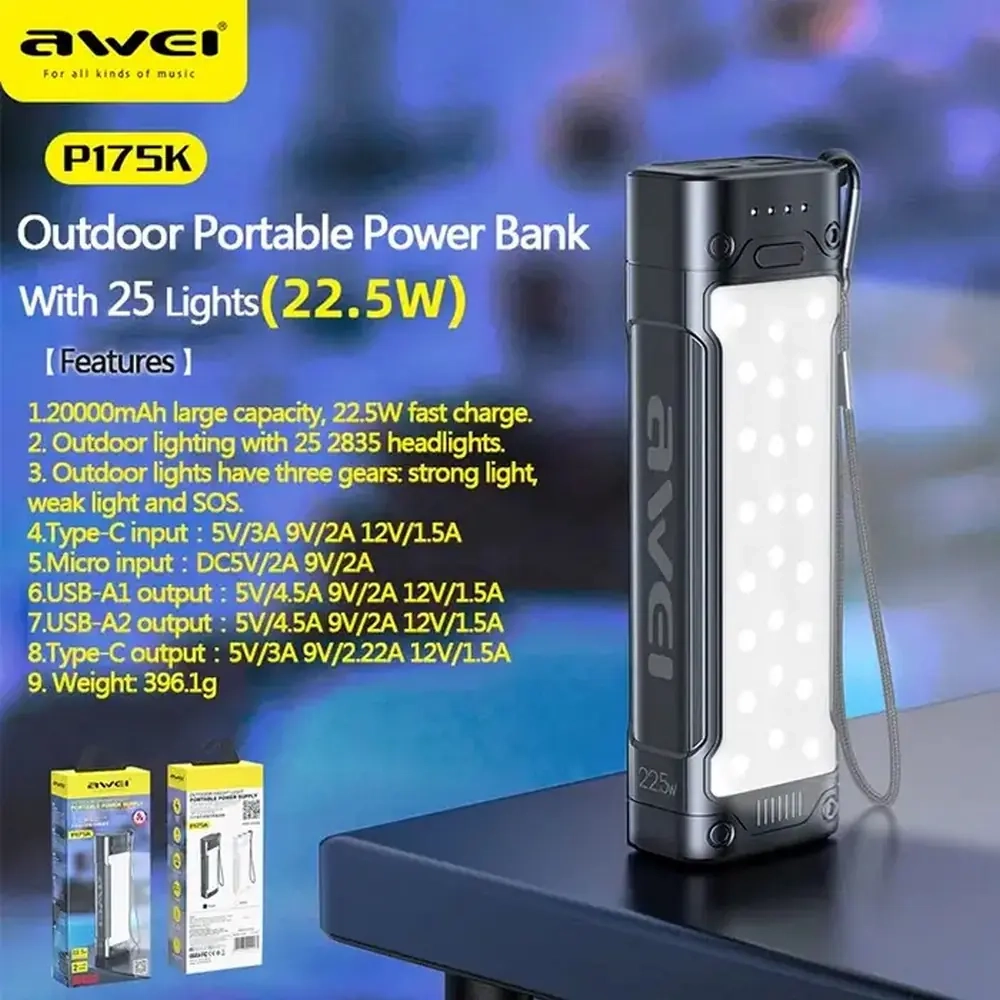 awei®
For all kinds of music
P175K
Outdoor Portable Power Bank
With 25 Lights(22.5W)
【Features】
1.20000mAh large capacity, 22.5W fast charge.
2. Outdoor lighting with 25 2835 headlights.
3. Outdoor lights have three gears: strong light,
weak light and SOS.
4.Type-C input : 5V/3A 9V/2A 12V/1.5A
5.Micro input : DC5V/2A 9V/2A
6.USB-A1 output : 5V/4.5A 9V/2A 12V/1.5A
7.USB-A2 output : 5V/4.5A 9V/2A 12V/1.5A
8.Type-C output : 5V/3A 9V/2.22A 12V/1.5A
9. Weight: 396.1g
awei
22.5W
awei
PORTABLE POWER SUPPLY
P175K
awei
PORTABLE POWER SUPPLY
P175K